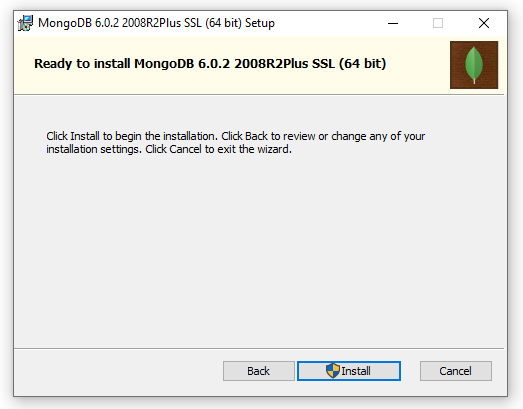 MongoDB 6.0.2 2008R2Plus SSL (64 bit) Setup
Ready to install MongoDB 6.0.2 2008R2Plus SSL (64 bit)
Click Install to begin the installation. Click Back to review or change any of your
installation settings. Click Cancel to exit the wizard.
Back Install Cancel